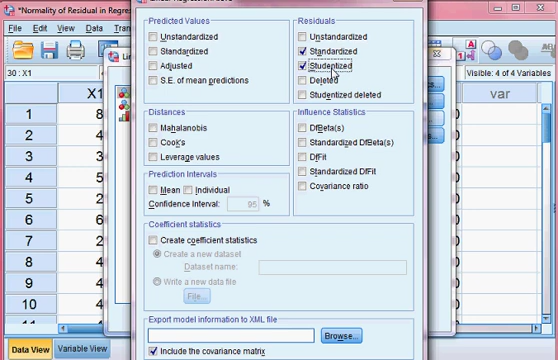 *Normality of Residual in Regre
File Edit View Data Tran
30 : X1
Visible: 4 of 4 Variables
X1
var
1 8
2 4
3 3
4 5
5 6
6 6
7 2
8 4
9 4
10 4
11
Data View Variable View
Predicted Values
Unstandardized
Standardized
Adjusted
S.E. of mean predictions
Residuals
Unstandardized
Standardized
Studentized
Deleted
Studentized deleted
Distances
Mahalanobis
Cook's
Leverage values
Influence Statistics
DfBeta(s)
Standardized DfBeta(s)
DfFit
Standardized DfFit
Covariance ratio
Prediction Intervals
Mean Individual
Confidence Interval: 95 %
Coefficient statistics
Create coefficient statistics
Create a new dataset
Dataset name:
Write a new data file
File...
Export model information to XML file
Browse...
Include the covariance matrix